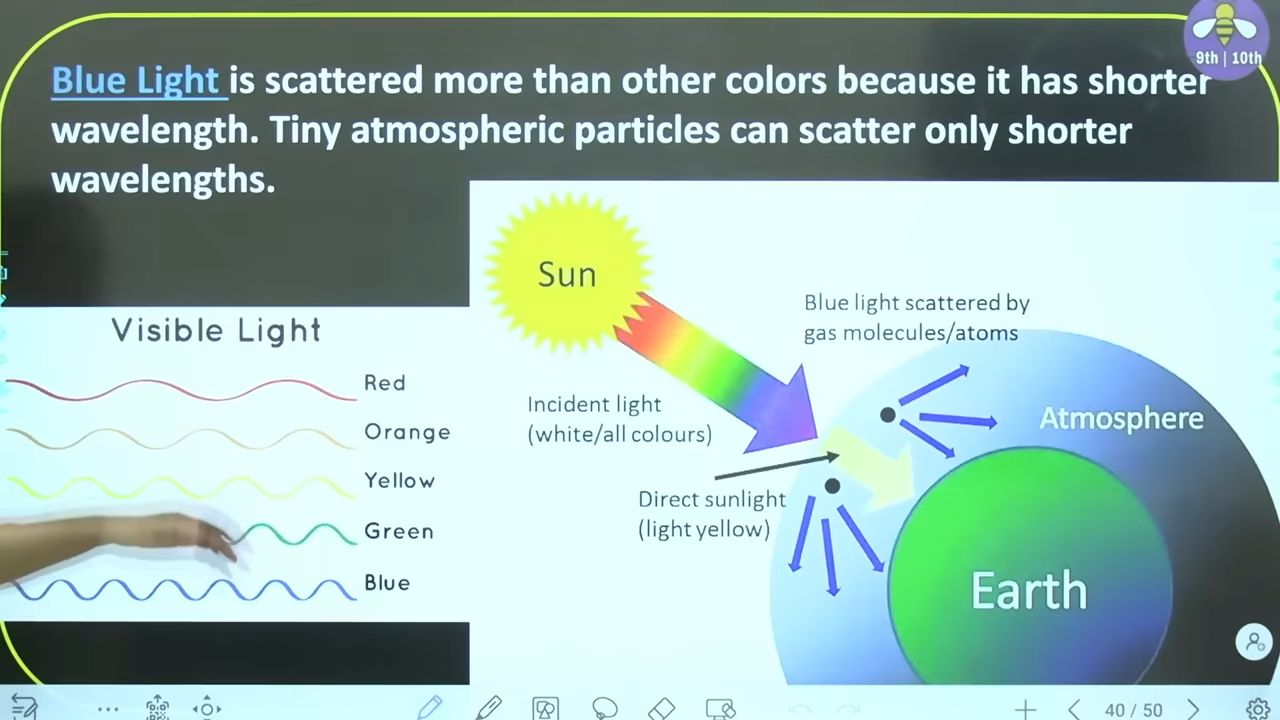 9th | 10th
Blue Light is scattered more than other colors because it has shorter
wavelength. Tiny atmospheric particles can scatter only shorter
wavelengths.
Visible Light
Red
Orange
Yellow
Green
Blue
Sun
Blue light scattered by
gas molecules/atoms
Incident light
(white/all colours)
Atmosphere
Direct sunlight
(light yellow)
Earth
40 / 50